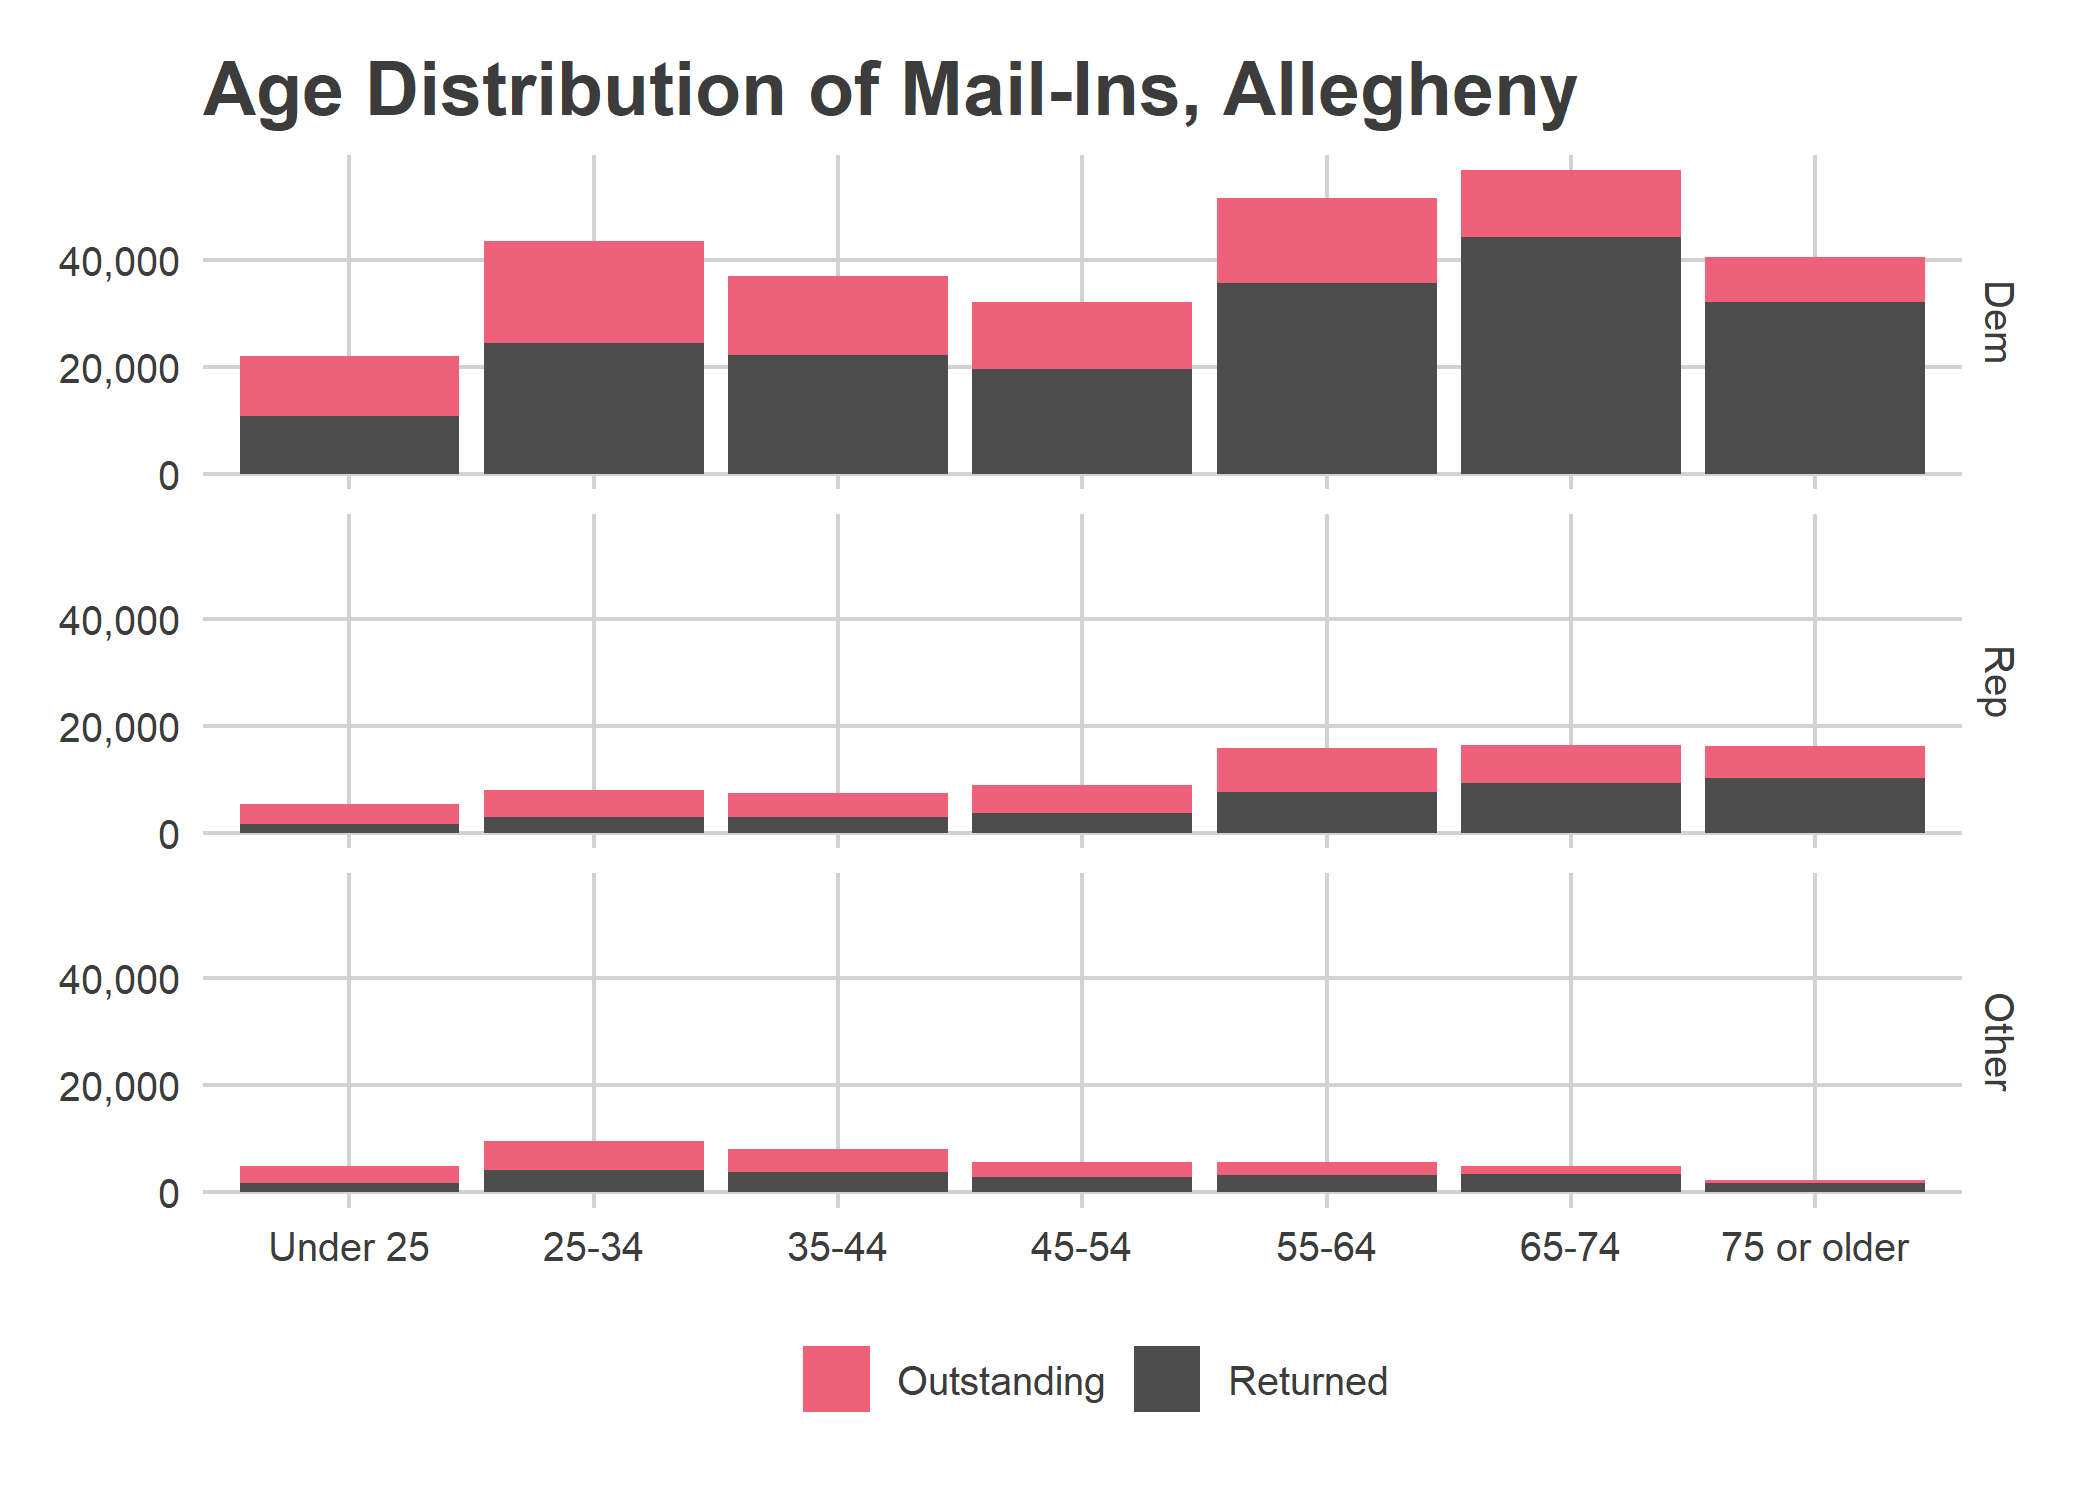 Age Distribution of Mail-Ins, Allegheny
40,000
20,000
0
Dem
40,000
20,000
0
Rep
40,000
20,000
0
Other
Under 25 25-34 35-44 45-54 55-64 65-74 75 or older
Outstanding Returned